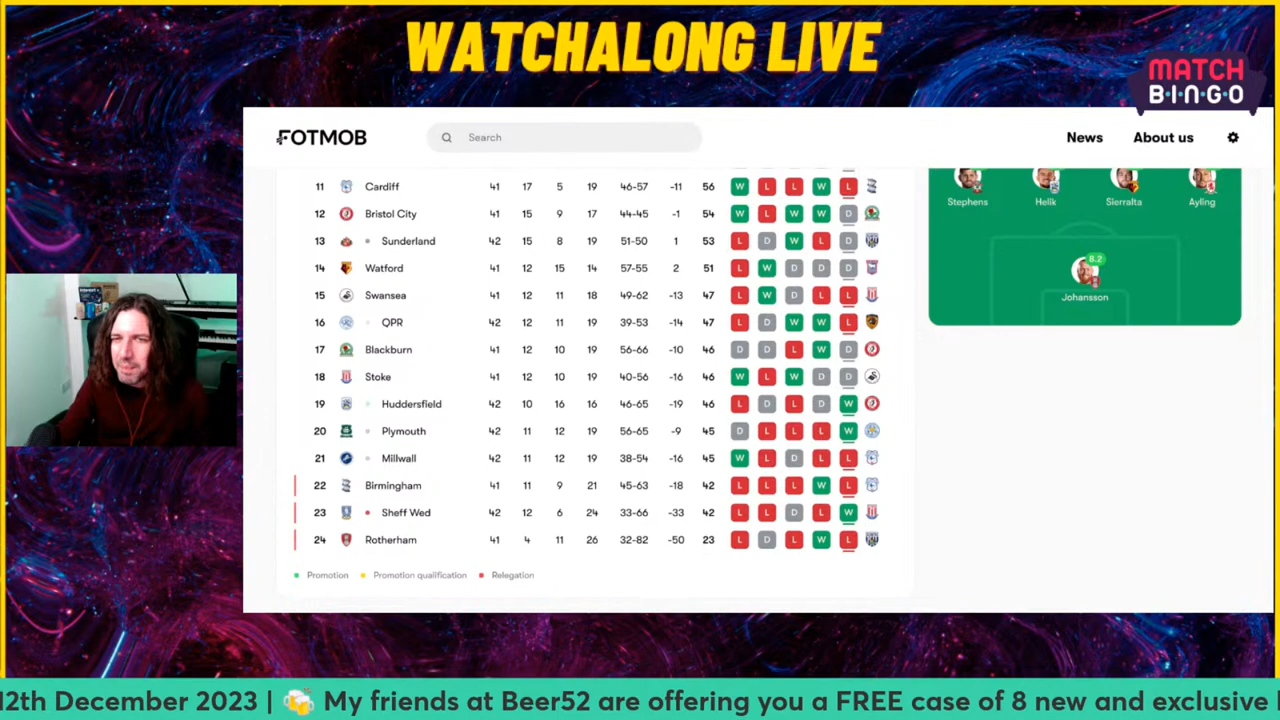 WATCHALONG LIVE
MATCH
B·I·N·G·O
FOTMOB
Search
News
About us
11 Cardiff 41 17 5 19 46-57 -11 56 W L L W L
12 Bristol City 41 15 9 17 44-45 -1 54 W L W W D
13 Sunderland 42 15 8 19 51-50 1 53 L D W L D
14 Watford 41 12 15 14 57-55 2 51 L W D D D
15 Swansea 41 12 11 18 49-62 -13 47 L W D L L
16 QPR 42 12 11 19 39-53 -14 47 L D W W L
17 Blackburn 41 12 10 19 56-66 -10 46 D D L W D
18 Stoke 41 12 10 19 40-56 -16 46 W L W D D
19 Huddersfield 42 10 16 16 46-65 -19 46 L D L D W
20 Plymouth 42 11 12 19 56-65 -9 45 D L L L W
21 Millwall 42 11 12 19 38-54 -16 45 W L D L L
22 Birmingham 41 11 9 21 45-63 -18 42 L L L W L
23 Sheff Wed 42 12 6 24 33-66 -33 42 L L D L W
24 Rotherham 41 4 11 26 32-82 -50 23 L D L W L
Promotion Promotion qualification Relegation
Stephens Helik Sierralta Ayling
8.2
Johansson
12th December 2023 | 🍻 My friends at Beer52 are offering you a FREE case of 8 new and exclusive